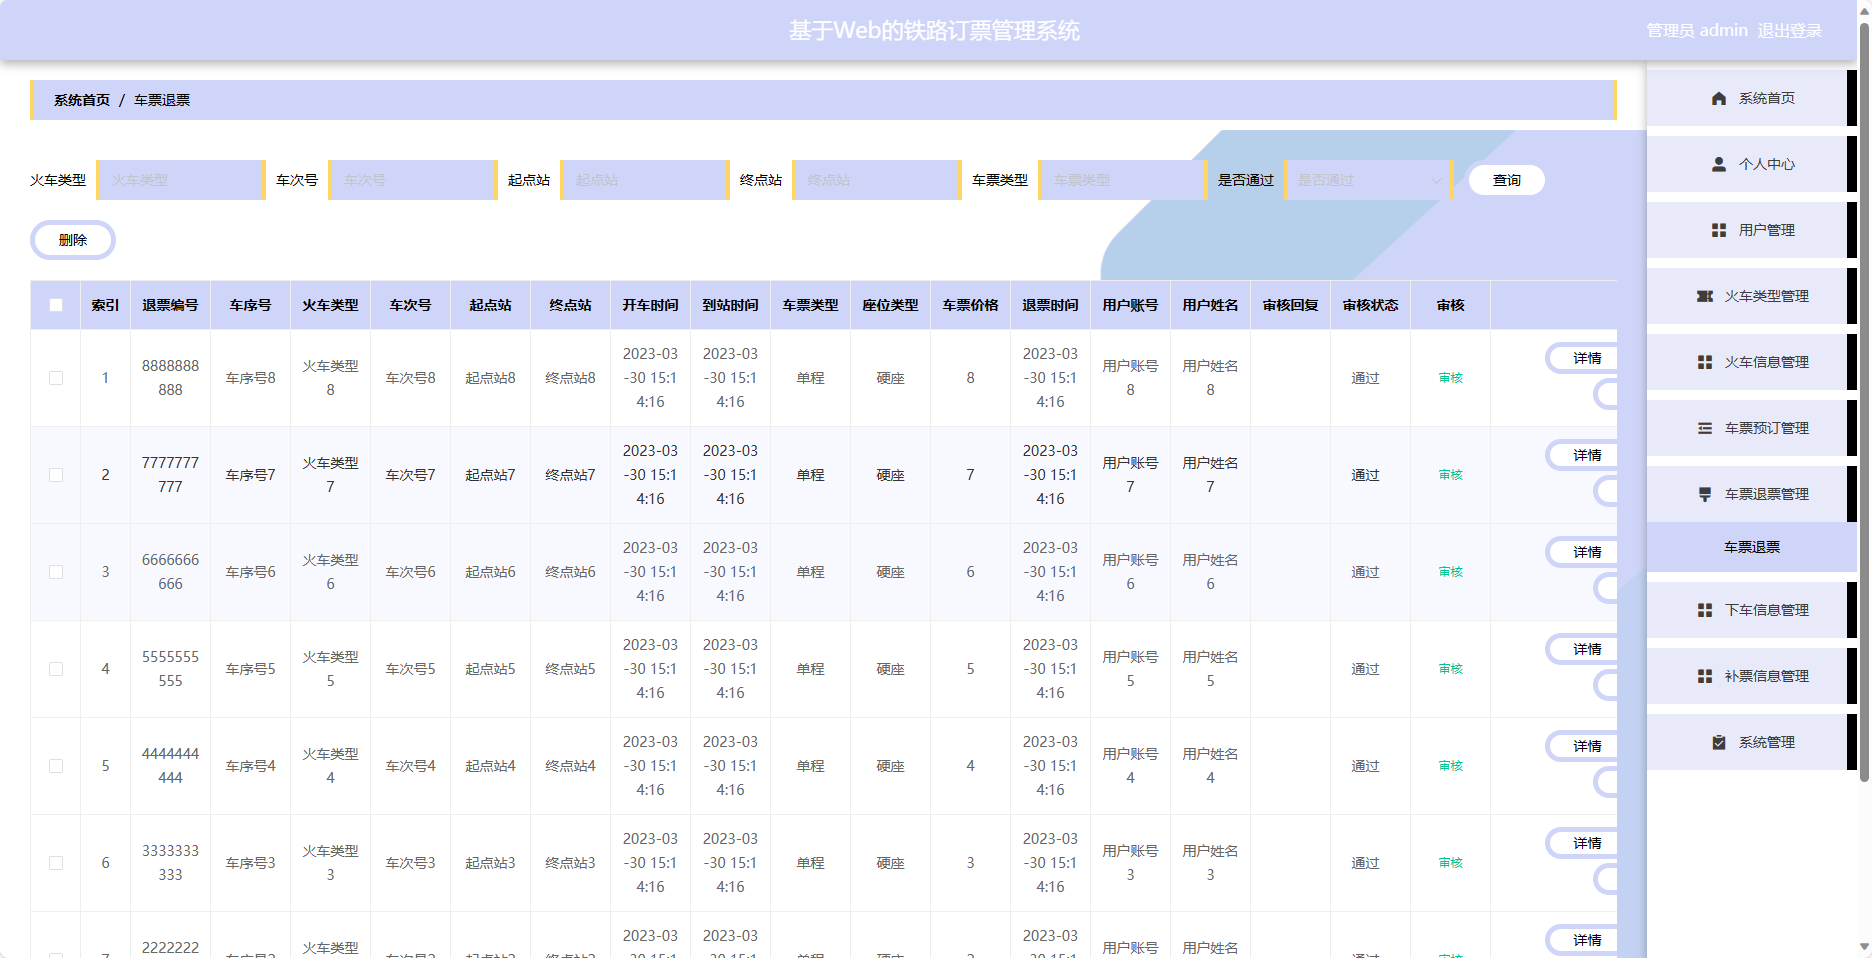 基于Web的铁路订票管理系统
管理员 admin 退出登录
系统首页 / 车票退票
火车类型 火车类型 车次号 车次号 起点站 起点站 终点站 终点站 车票类型 车票类型 是否通过 是否通过 查询
删除
索引 退票编号 车序号 火车类型 车次号 起点站 终点站 开车时间 到站时间 车票类型 座位类型 车票价格 退票时间 用户账号 用户姓名 审核回复 审核状态 审核
1 8888888888 车序号8 火车类型8 车次号8 起点站8 终点站8 2023-03-30 15:14:16 2023-03-30 15:14:16 单程 硬座 8 2023-03-30 15:14:16 用户账号8 用户姓名8 通过 审核 详情
2 7777777777 车序号7 火车类型7 车次号7 起点站7 终点站7 2023-03-30 15:14:16 2023-03-30 15:14:16 单程 硬座 7 2023-03-30 15:14:16 用户账号7 用户姓名7 通过 审核 详情
3 6666666666 车序号6 火车类型6 车次号6 起点站6 终点站6 2023-03-30 15:14:16 2023-03-30 15:14:16 单程 硬座 6 2023-03-30 15:14:16 用户账号6 用户姓名6 通过 审核 详情
4 5555555555 车序号5 火车类型5 车次号5 起点站5 终点站5 2023-03-30 15:14:16 2023-03-30 15:14:16 单程 硬座 5 2023-03-30 15:14:16 用户账号5 用户姓名5 通过 审核 详情
5 4444444444 车序号4 火车类型4 车次号4 起点站4 终点站4 2023-03-30 15:14:16 2023-03-30 15:14:16 单程 硬座 4 2023-03-30 15:14:16 用户账号4 用户姓名4 通过 审核 详情
6 3333333333 车序号3 火车类型3 车次号3 起点站3 终点站3 2023-03-30 15:14:16 2023-03-30 15:14:16 单程 硬座 3 2023-03-30 15:14:16 用户账号3 用户姓名3 通过 审核 详情
2222222 火车类型 2023-03 2023-03 2023-03 用户账号 用户姓名 详情
系统首页
个人中心
用户管理
火车类型管理
火车信息管理
车票预订管理
车票退票管理
车票退票
下车信息管理
补票信息管理
系统管理